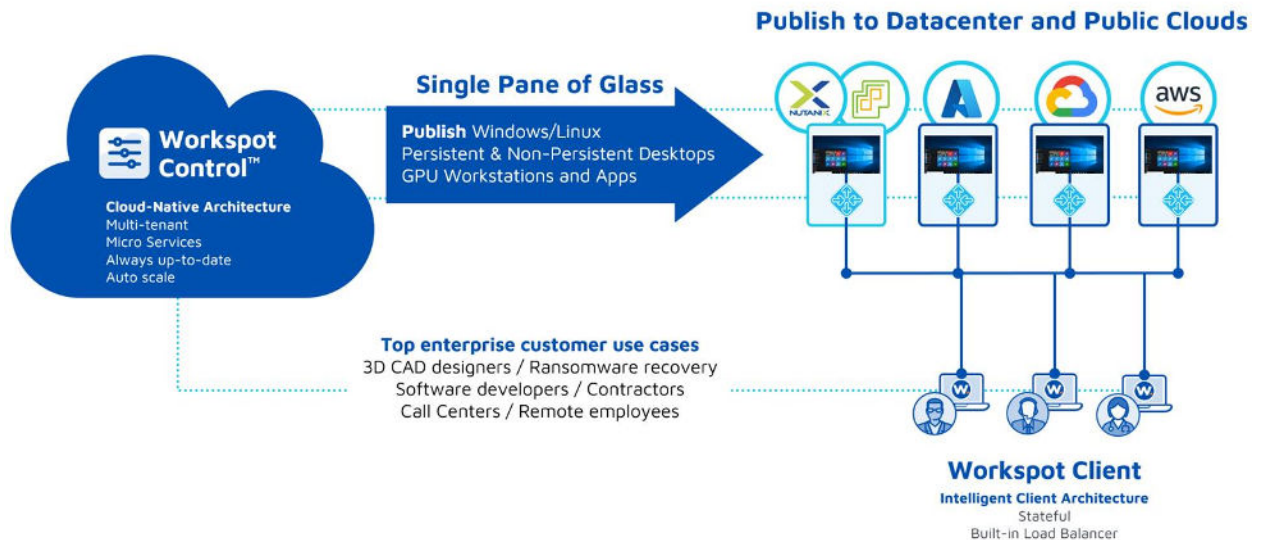 Publish to Datacenter and Public Clouds
Single Pane of Glass
NUTANIX
aws
Workspot
Control™
Publish Windows/Linux
Persistent & Non-Persistent Desktops
GPU Workstations and Apps
Cloud-Native Architecture
Multi-tenant
Micro Services
Always up-to-date
Auto scale
Top enterprise customer use cases
3D CAD designers / Ransomware recovery
Software developers / Contractors
Call Centers / Remote employees
W
W
W
Workspot Client
Intelligent Client Architecture
Stateful
Built-in Load Balancer